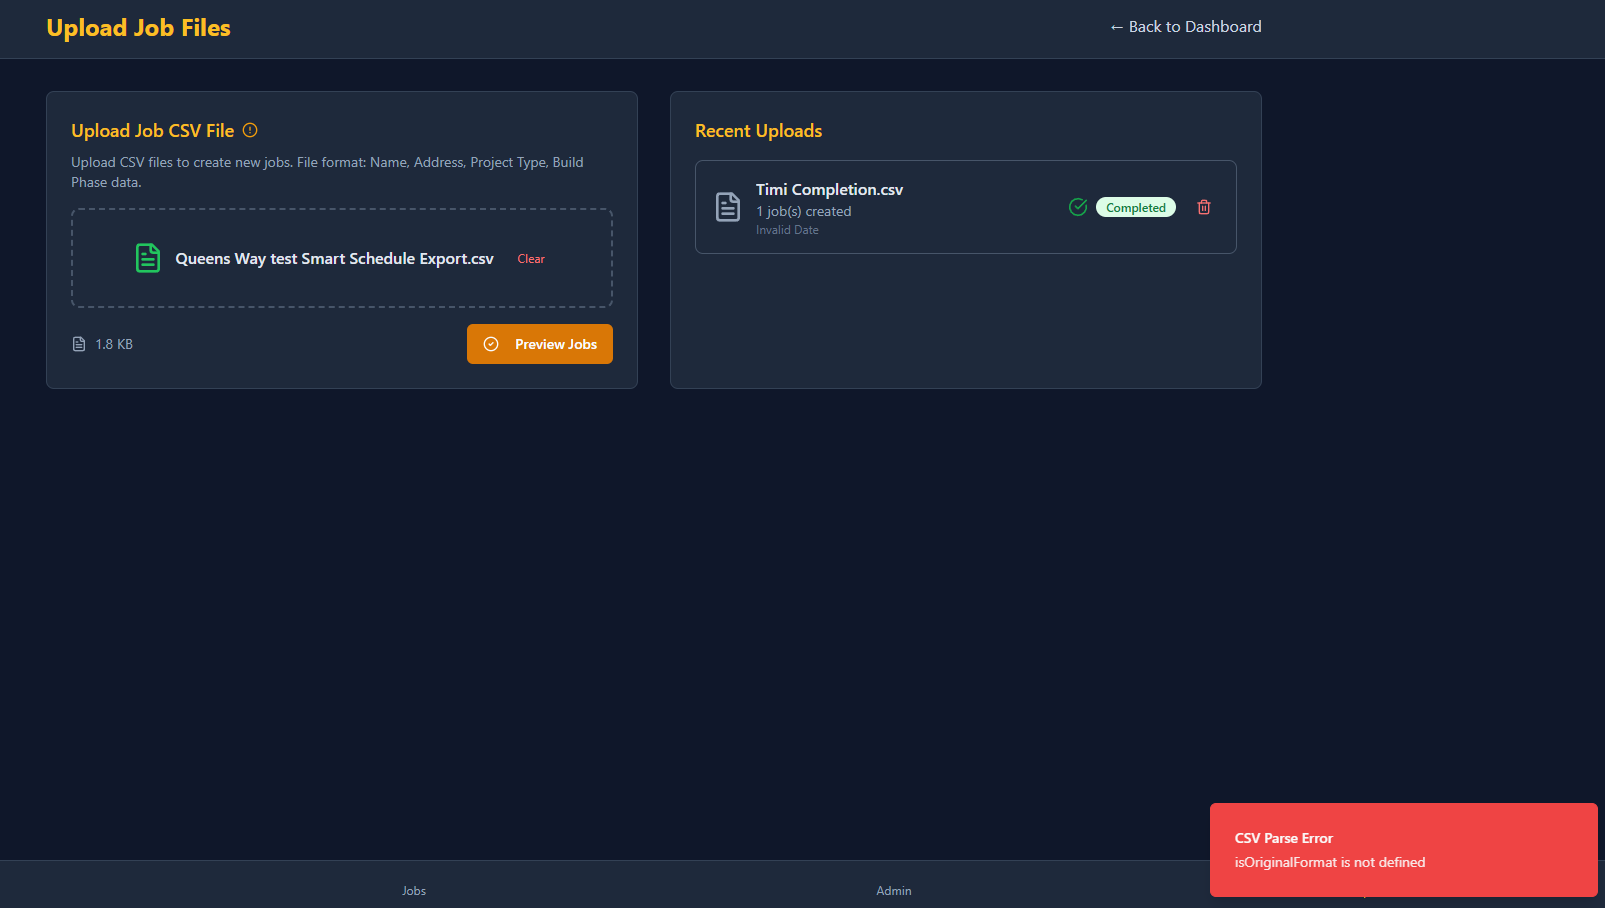 Upload Job Files
← Back to Dashboard
Upload Job CSV File
Upload CSV files to create new jobs. File format: Name, Address, Project Type, Build
Phase data.
Queens Way test Smart Schedule Export.csv
Clear
1.8 KB
Preview Jobs
Recent Uploads
Timi Completion.csv
1 job(s) created
Invalid Date
Completed
Jobs
Admin
CSV Parse Error
isOriginalFormat is not defined